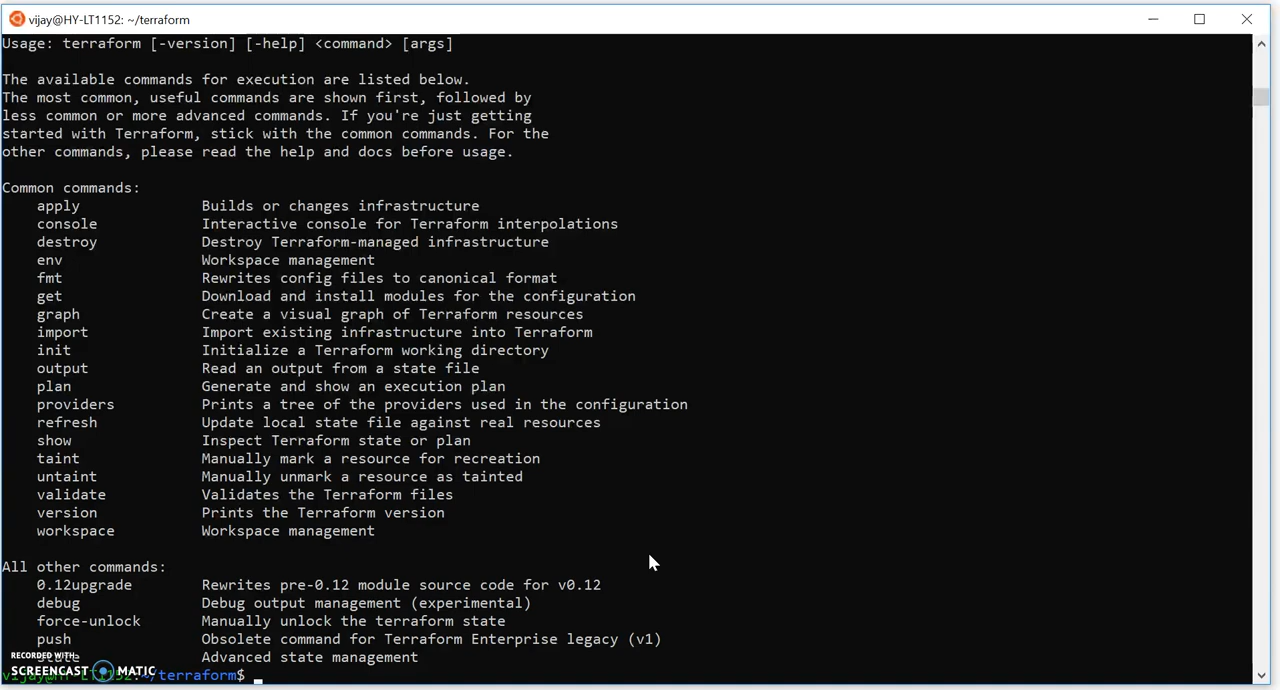 vijay@HY-LT1152: ~/terraform
Usage: terraform [-version] [-help] <command> [args]
The available commands for execution are listed below.
The most common, useful commands are shown first, followed by
less common or more advanced commands. If you're just getting
started with Terraform, stick with the common commands. For the
other commands, please read the help and docs before usage.
Common commands:
apply Builds or changes infrastructure
console Interactive console for Terraform interpolations
destroy Destroy Terraform-managed infrastructure
env Workspace management
fmt Rewrites config files to canonical format
get Download and install modules for the configuration
graph Create a visual graph of Terraform resources
import Import existing infrastructure into Terraform
init Initialize a Terraform working directory
output Read an output from a state file
plan Generate and show an execution plan
providers Prints a tree of the providers used in the configuration
refresh Update local state file against real resources
show Inspect Terraform state or plan
taint Manually mark a resource for recreation
untaint Manually unmark a resource as tainted
validate Validates the Terraform files
version Prints the Terraform version
workspace Workspace management
All other commands:
0.12upgrade Rewrites pre-0.12 module source code for v0.12
debug Debug output management (experimental)
force-unlock Manually unlock the terraform state
push Obsolete command for Terraform Enterprise legacy (v1)
RECORDED WITH
state Advanced state management
SCREENCAST MATIC
vijay@HY-LT1152:~/terraform$